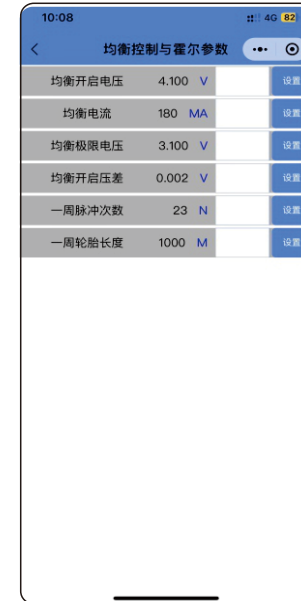 10:08 4G 82
均衡控制与霍尔参数
均衡开启电压 4.100 V 设置
均衡电流 180 MA 设置
均衡极限电压 3.100 V 设置
均衡开启压差 0.002 V 设置
一周脉冲次数 23 N 设置
一周轮胎长度 1000 M 设置